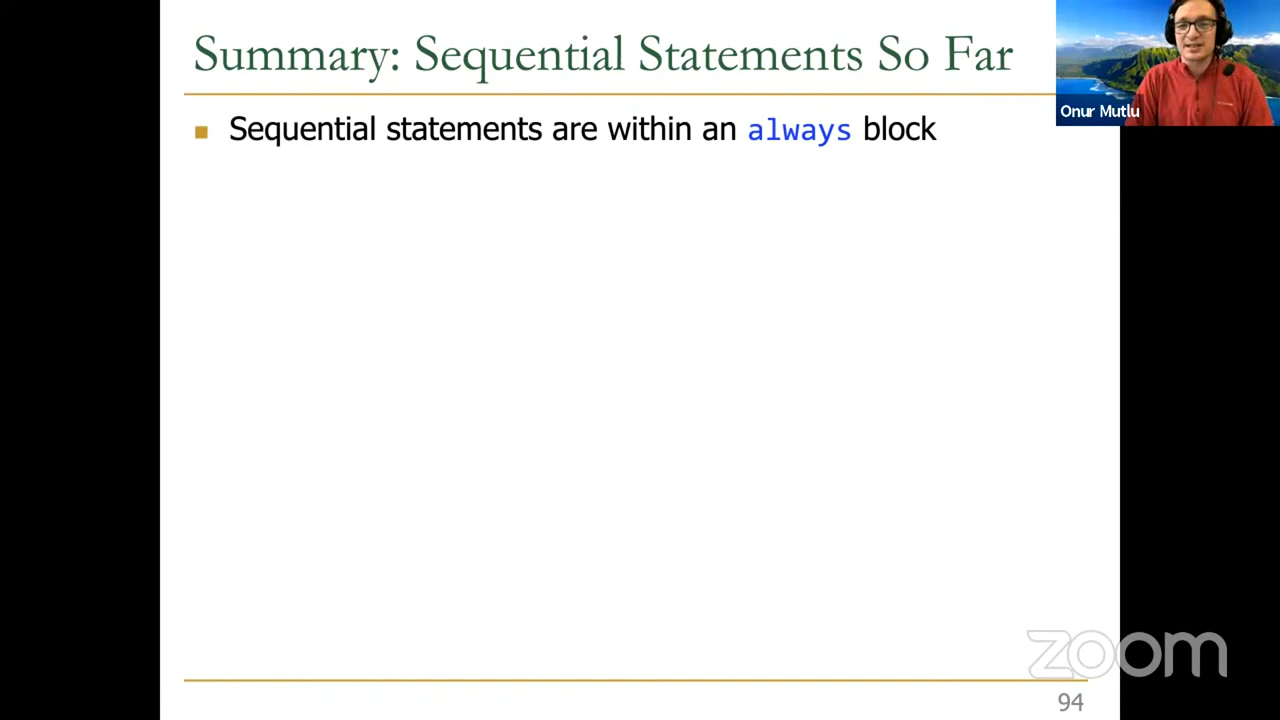 Summary: Sequential Statements So Far
Onur Mutlu
Sequential statements are within an always block
zoom
94